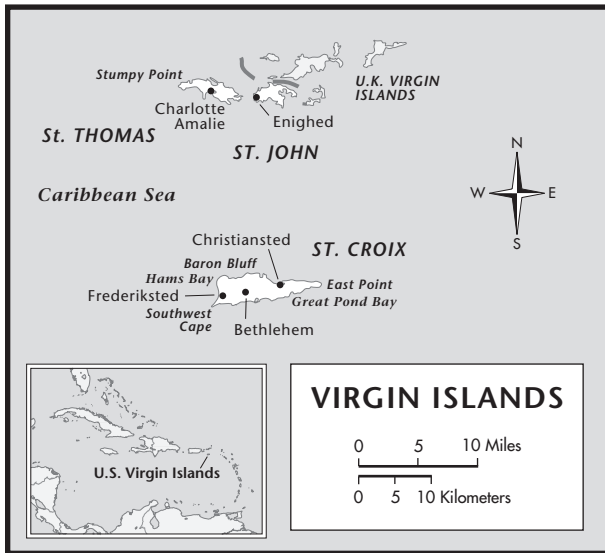 Stumpy Point
U.K. VIRGIN
ISLANDS
Charlotte
Amalie
Enighed
St. THOMAS
ST. JOHN
N
W E
S
Caribbean Sea
Christiansted
ST. CROIX
Baron Bluff
Hams Bay
East Point
Frederiksted
Great Pond Bay
Southwest
Cape
Bethlehem
U.S. Virgin Islands
VIRGIN ISLANDS
0 5 10 Miles
0 5 10 Kilometers